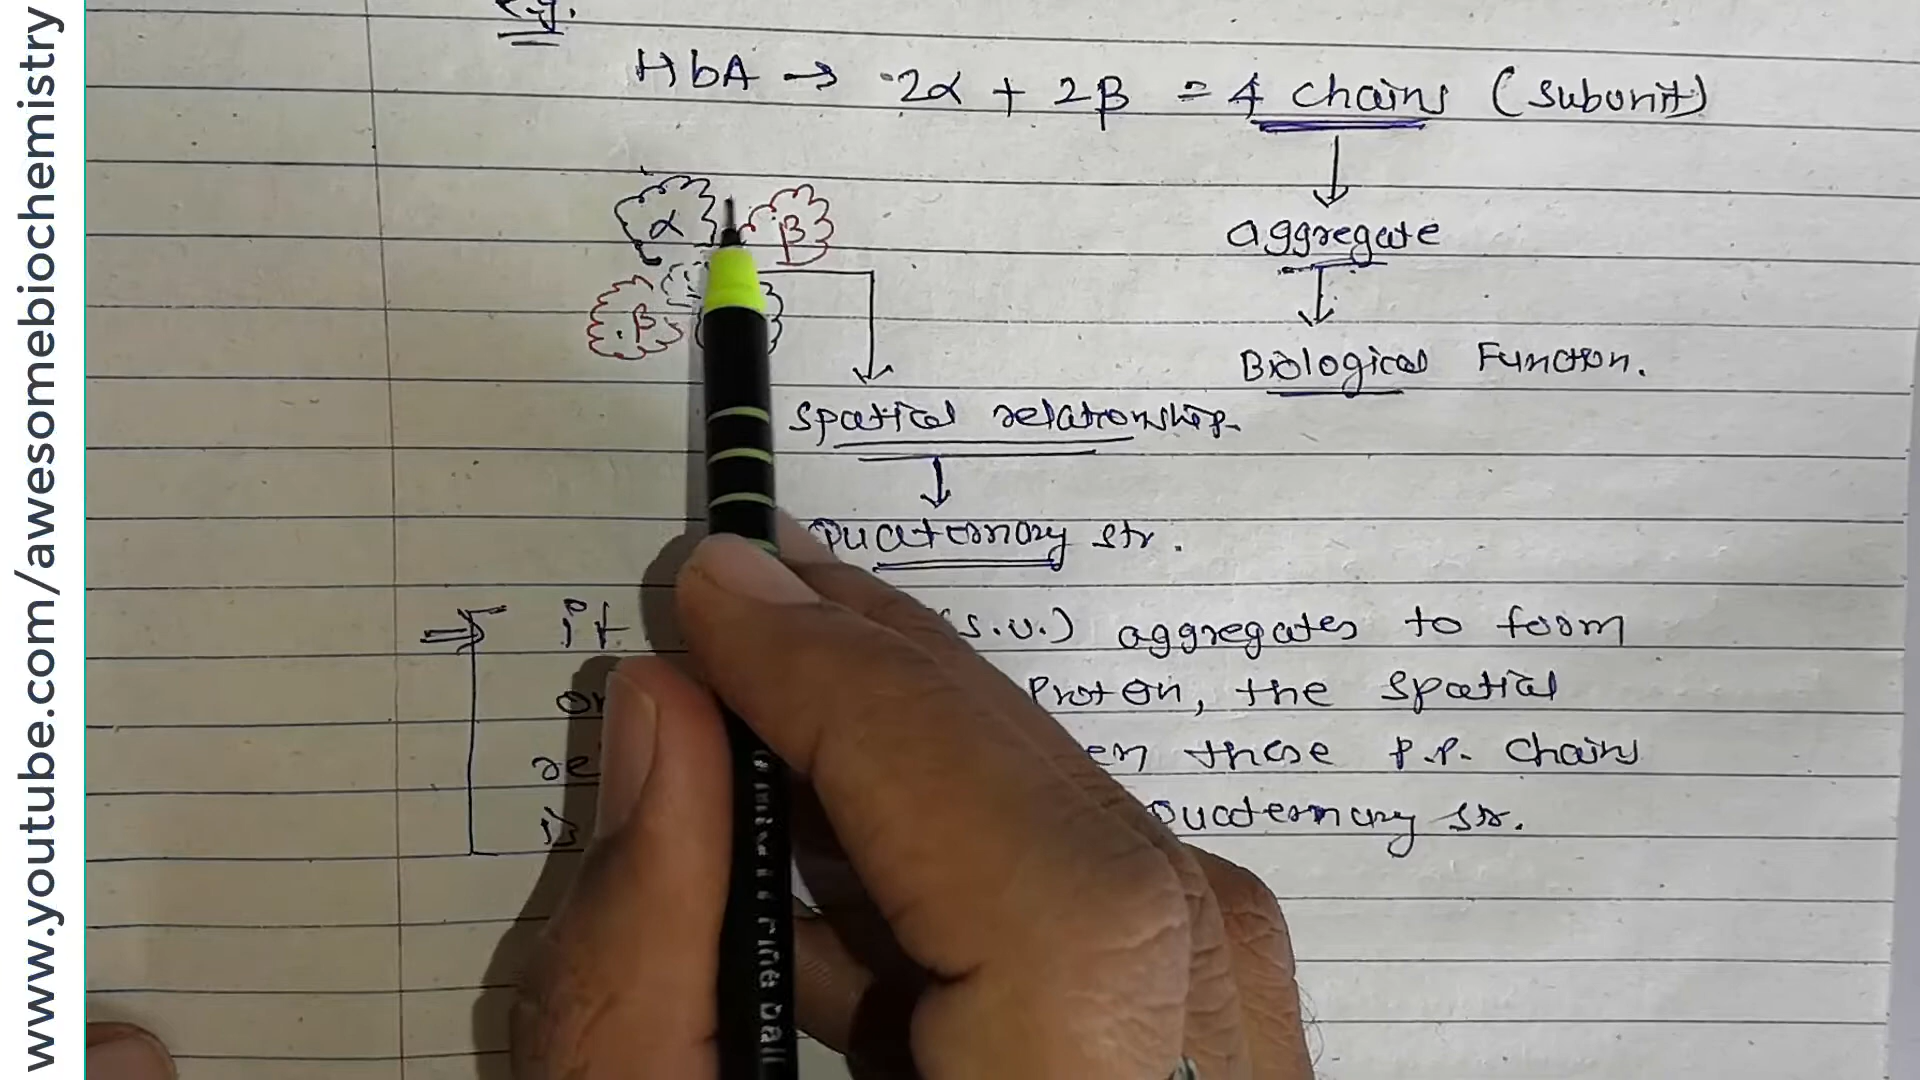 www.youtube.com/awesomebiochemistry
e.g.
HbA → 2α + 2β = 4 chains (subunit)
α β
β
aggregate
Biological Function.
spatial relationship.
Quaternary str.
⇒ if (s.u.) aggregates to form
Protein, the spatial
these P.P. chains
is Quaternary str.